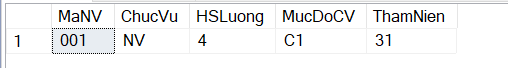 MaNV ChucVu HSLuong MucDoCV ThamNien
1 001 NV 4 C1 31